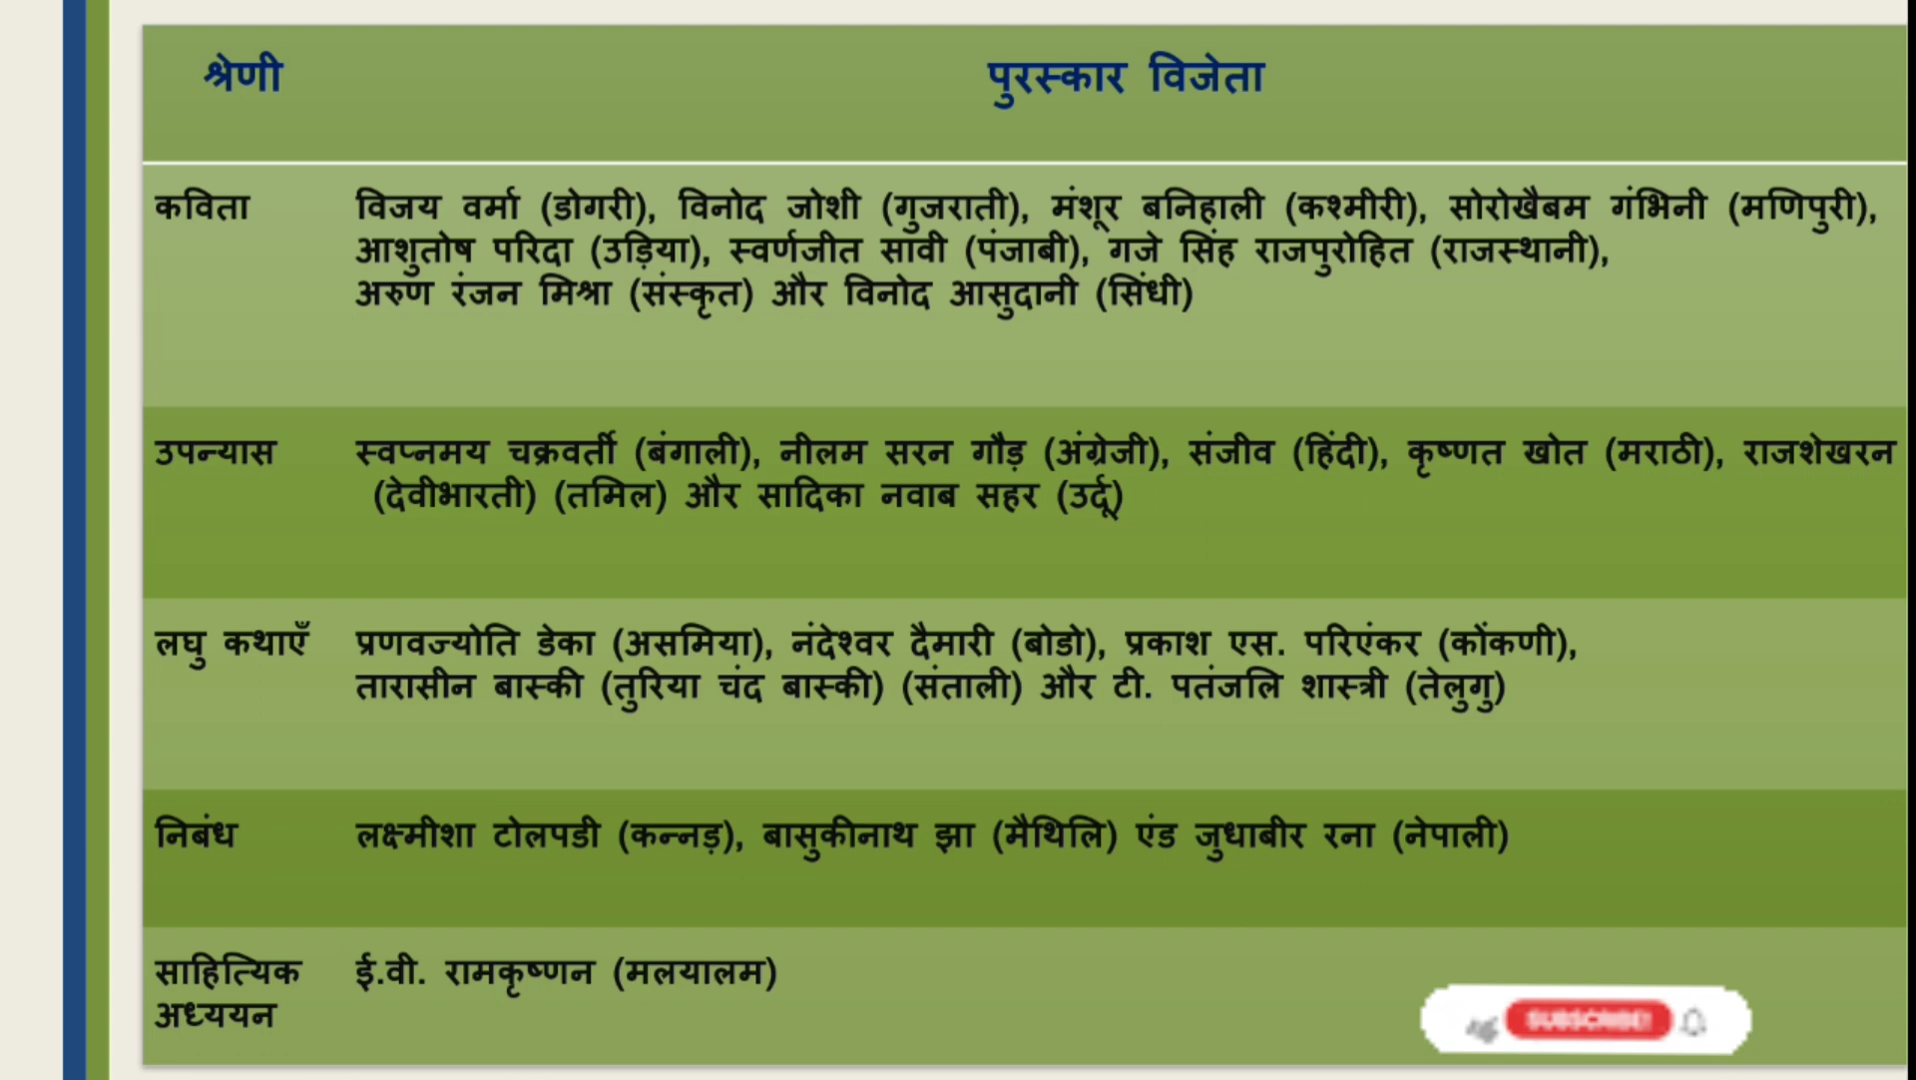 श्रेणी पुरस्कार विजेता
कविता विजय वर्मा (डोगरी), विनोद जोशी (गुजराती), मंशूर बनिहाली (कश्मीरी), सोरोखैबम गंभिनी (मणिपुरी),
आशुतोष परिदा (उड़िया), स्वर्णजीत सावी (पंजाबी), गजे सिंह राजपुरोहित (राजस्थानी),
अरुण रंजन मिश्रा (संस्कृत) और विनोद आसुदानी (सिंधी)
उपन्यास स्वप्नमय चक्रवर्ती (बंगाली), नीलम सरन गौड़ (अंग्रेजी), संजीव (हिंदी), कृष्णत खोत (मराठी), राजशेखरन
(देवीभारती) (तमिल) और सादिका नवाब सहर (उर्दू)
लघु कथाएँ प्रणवज्योति डेका (असमिया), नंदेश्वर दैमारी (बोडो), प्रकाश एस. परिएंकर (कोंकणी),
तारासीन बास्की (तुरिया चंद बास्की) (संताली) और टी. पतंजलि शास्त्री (तेलुगु)
निबंध लक्ष्मीशा टोलपडी (कन्नड़), बासुकीनाथ झा (मैथिलि) एंड जुधाबीर रना (नेपाली)
साहित्यिक ई.वी. रामकृष्णन (मलयालम)
अध्ययन
SUBSCRIBE!